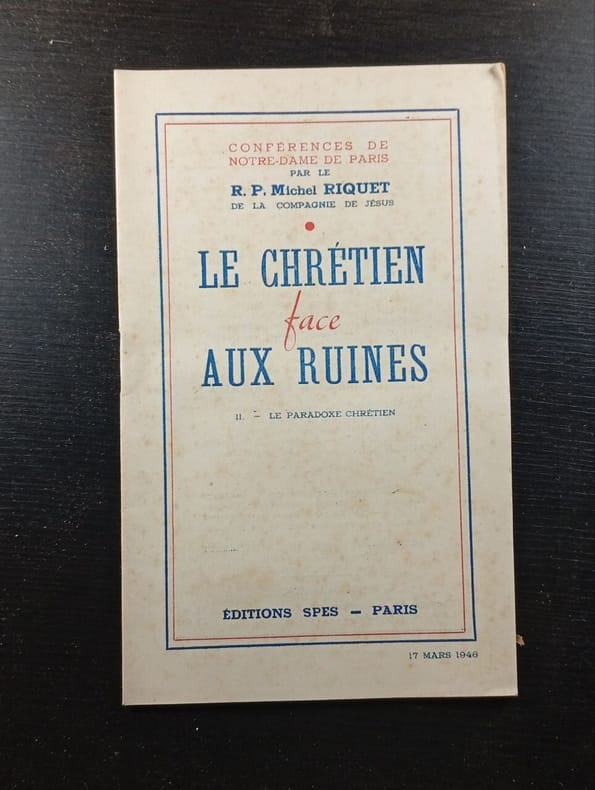 CONFÉRENCES DE
NOTRE-DAME DE PARIS
PAR LE
R. P. Michel RIQUET
DE LA COMPAGNIE DE JÉSUS
LE CHRÉTIEN
face
AUX RUINES
II. – LE PARADOXE CHRÉTIEN
ÉDITIONS SPES — PARIS
17 MARS 1946